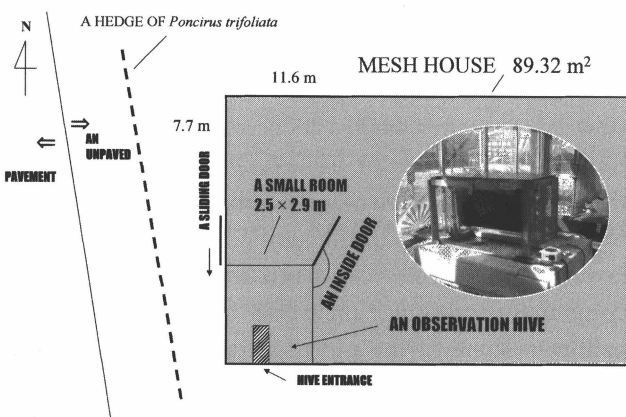 N
A HEDGE OF Poncirus trifoliata
11.6 m
MESH HOUSE 89.32 m²
7.7 m
AN
UNPAVED
PAVEMENT
A SLIDING DOOR
A SMALL ROOM
2.5 × 2.9 m
AN INSIDE DOOR
AN OBSERVATION HIVE
HIVE ENTRANCE